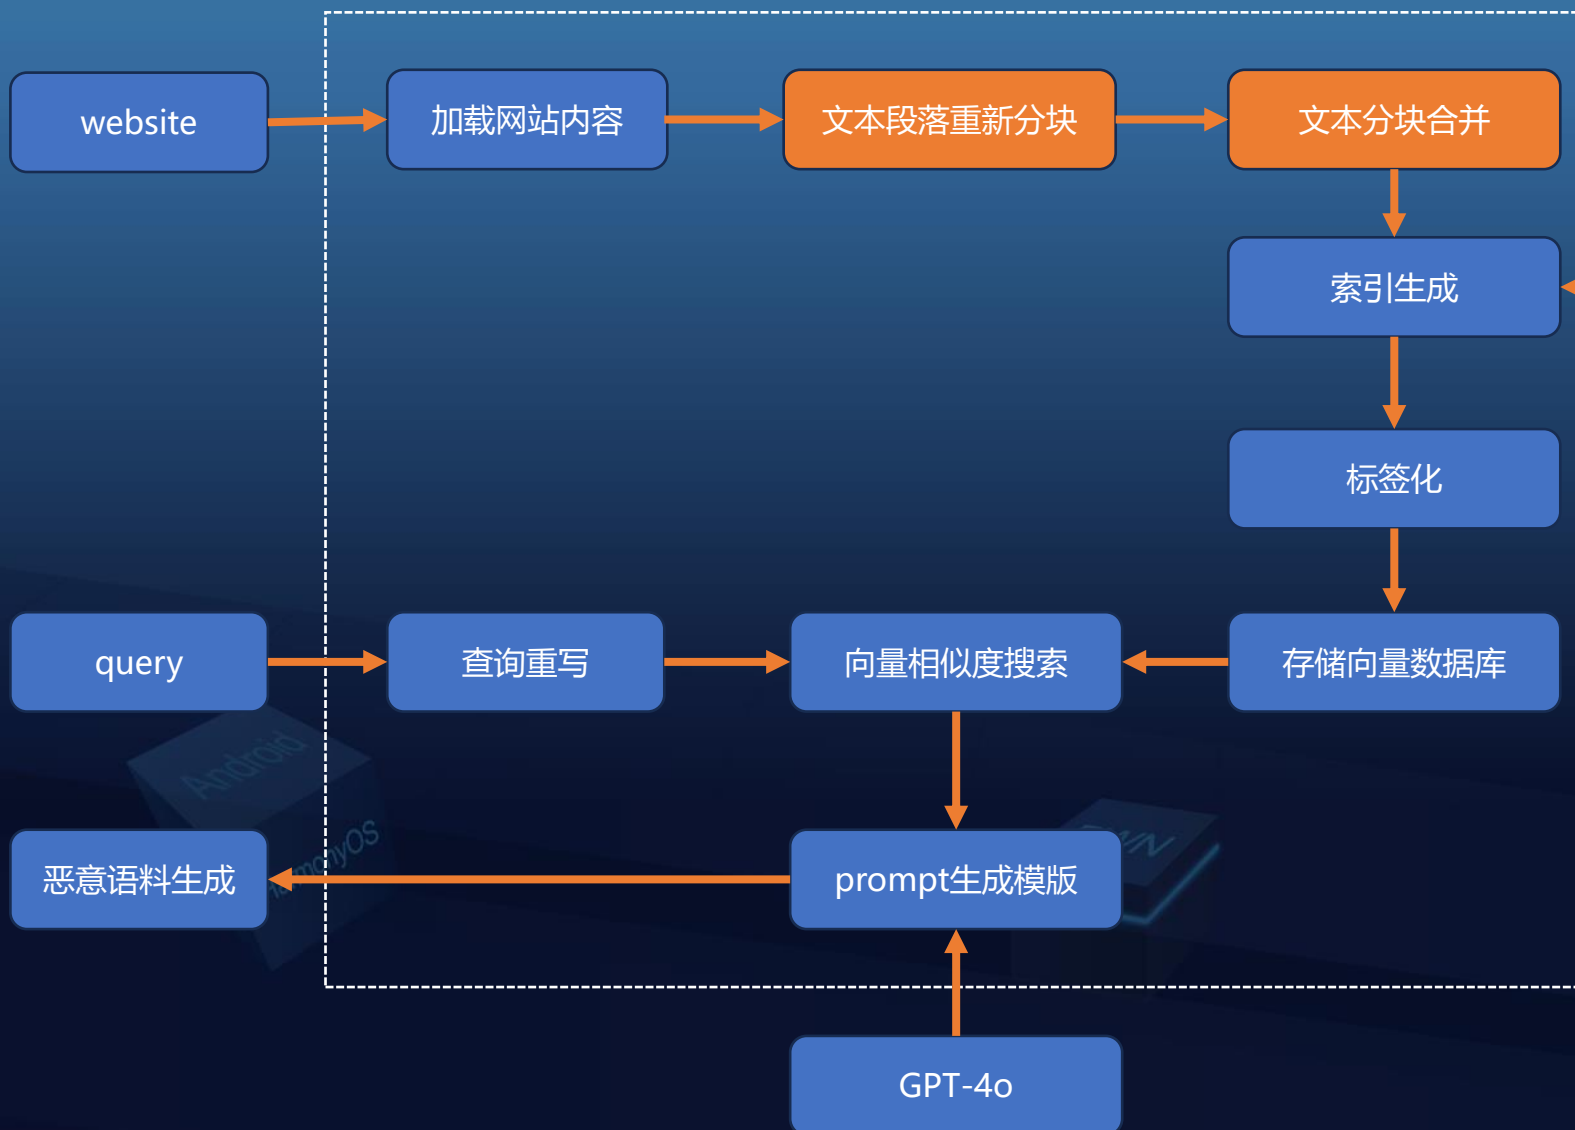 website
加载网站内容
文本段落重新分块
文本分块合并
索引生成
标签化
query
查询重写
向量相似度搜索
存储向量数据库
Android
恶意语料生成
prompt生成模版
GPT-4o